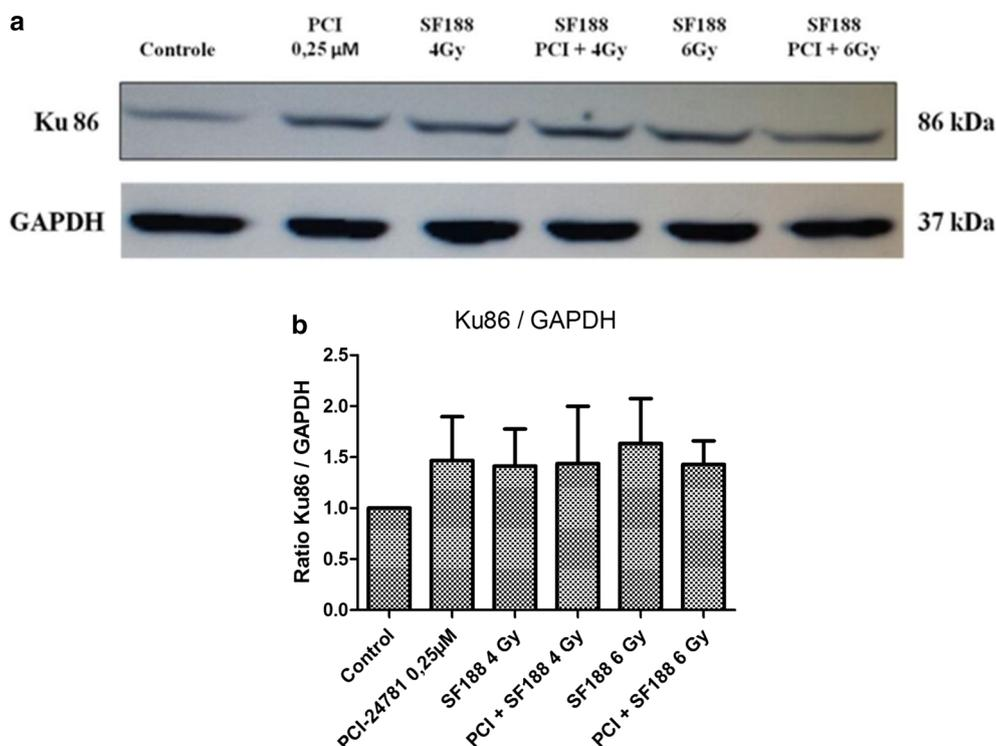 a
Controle
PCI
0,25 µM
SF188
4Gy
SF188
PCI + 4Gy
SF188
6Gy
SF188
PCI + 6Gy
Ku 86
86 kDa
GAPDH
37 kDa
b
Ku86 / GAPDH
Ratio Ku86 / GAPDH
2.5
2.0
1.5
1.0
0.5
0.0
Control
PCI-24781 0,25µM
SF188 4 Gy
PCI + SF188 4 Gy
SF188 6 Gy
PCI + SF188 6 Gy